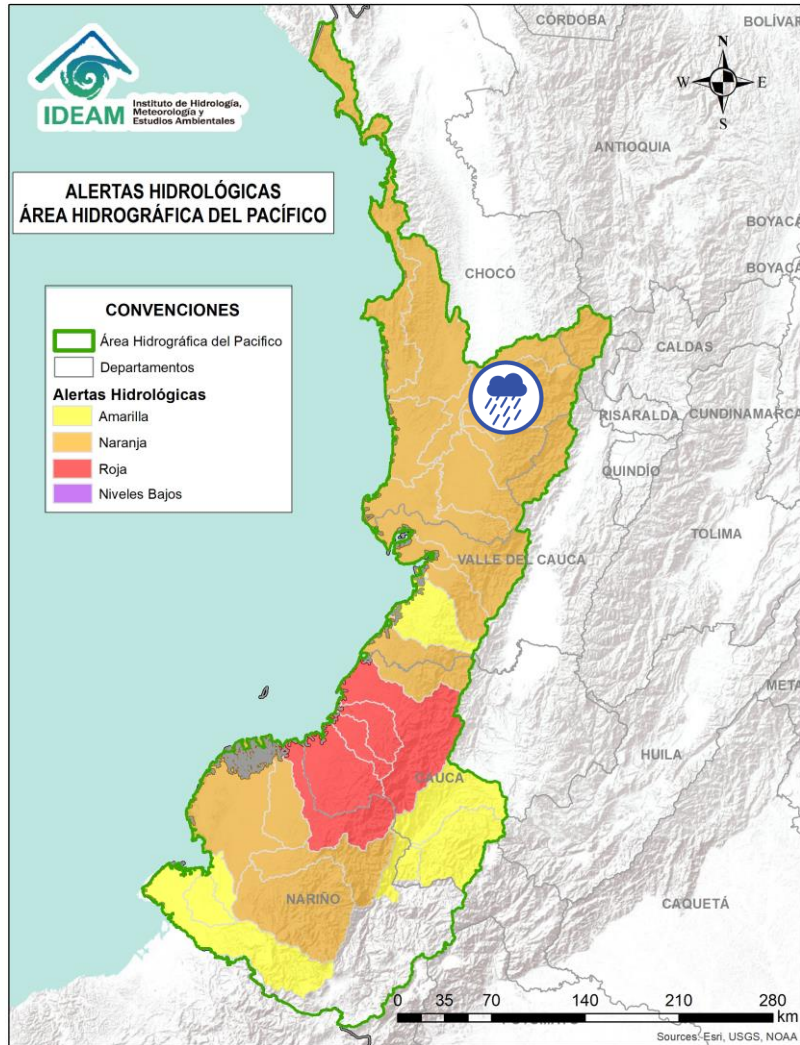 IDEAM
Instituto de Hidrología,
Meteorología y
Estudios Ambientales
ALERTAS HIDROLÓGICAS
ÁREA HIDROGRÁFICA DEL PACÍFICO
CONVENCIONES
Área Hidrográfica del Pacifico
Departamentos
Alertas Hidrológicas
Amarilla
Naranja
Roja
Niveles Bajos
CÓRDOBA
BOLÍVAR
N
W E
S
ANTIOQUIA
BOYACÁ
CHOCÓ
BOYACÁ
CALDAS
RISARALDA
CUNDINAMARCA
QUINDÍO
TOLIMA
VALLE DEL CAUCA
META
HUILA
CAUCA
NARIÑO
CAQUETÁ
0 35 70 140 210 280
km
Sources: Esri, USGS, NOAA